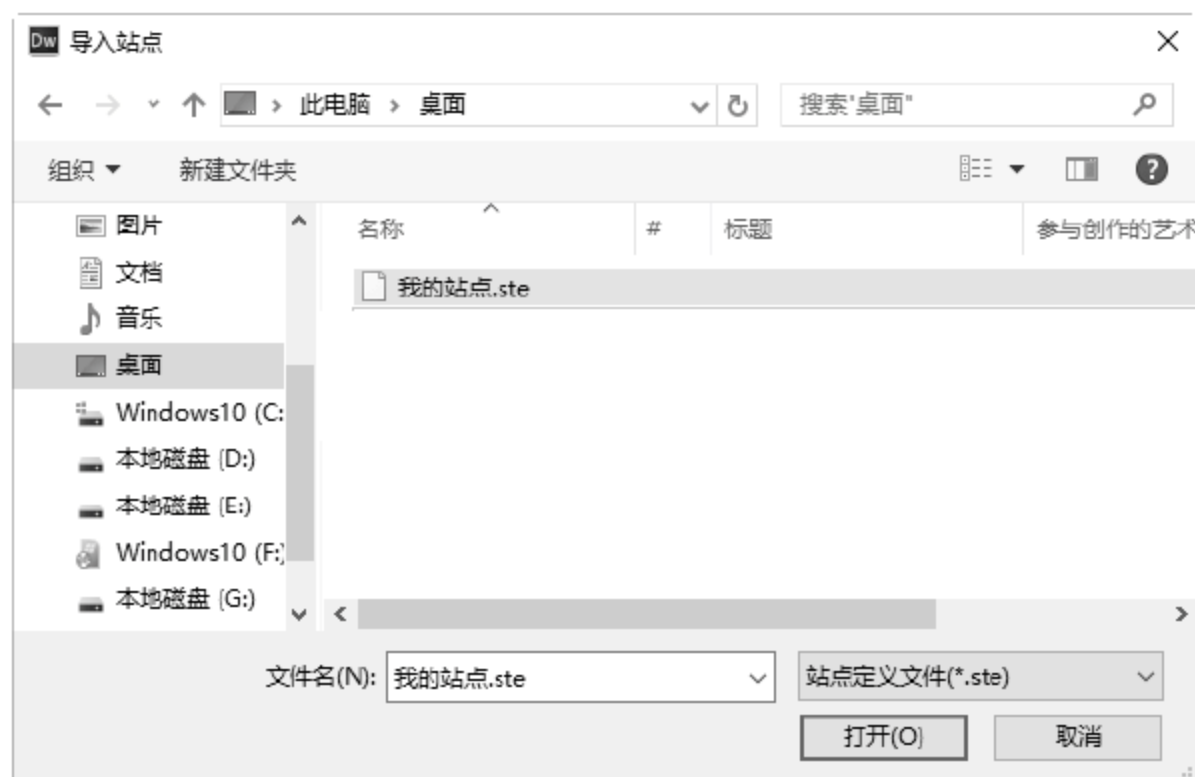 Dw 导入站点
此电脑 > 桌面
搜索"桌面"
组织 新建文件夹
?
名称 # 标题 参与创作的艺术
图片
文档
音乐
桌面
Windows10 (C:
本地磁盘 (D:)
本地磁盘 (E:)
Windows10 (F:)
本地磁盘 (G:)
我的站点.ste
文件名(N): 我的站点.ste 站点定义文件(*.ste)
打开(O) 取消